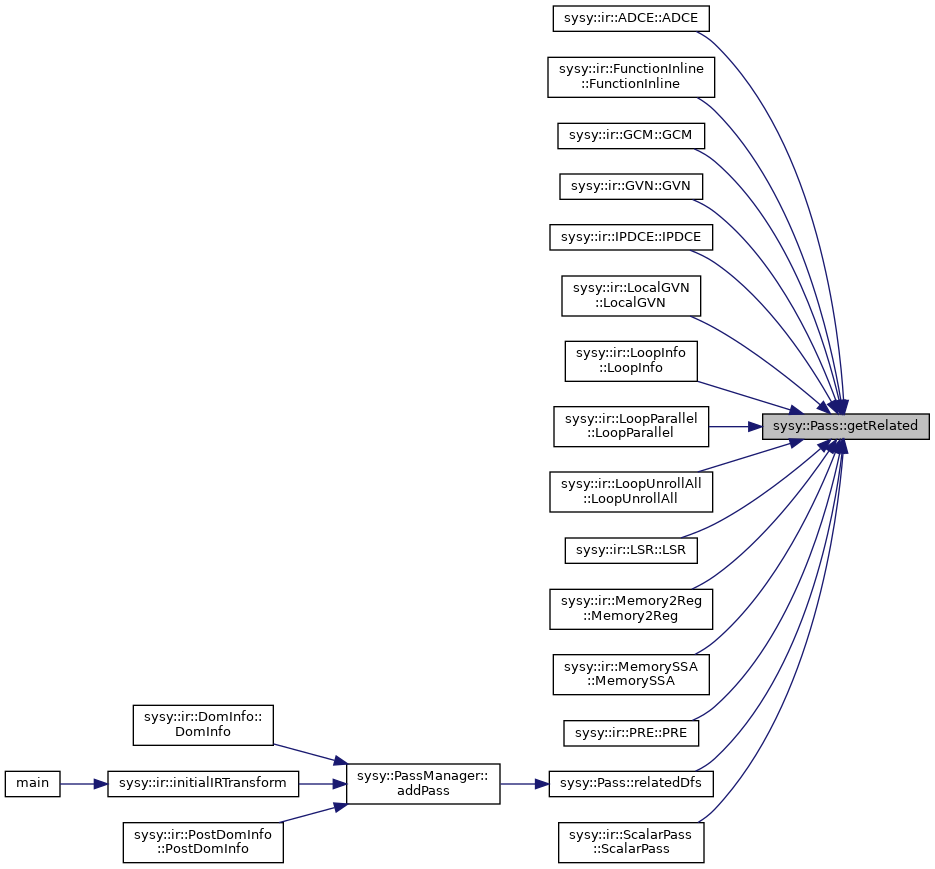 sysy::ir::ADCE::ADCE
sysy::ir::FunctionInline
::FunctionInline
sysy::ir::GCM::GCM
sysy::ir::GVN::GVN
sysy::ir::IPDCE::IPDCE
sysy::ir::LocalGVN
::LocalGVN
sysy::ir::LoopInfo
::LoopInfo
sysy::ir::LoopParallel
::LoopParallel
sysy::Pass::getRelated
sysy::ir::LoopUnrollAll
::LoopUnrollAll
sysy::ir::LSR::LSR
sysy::ir::Memory2Reg
::Memory2Reg
sysy::ir::MemorySSA
::MemorySSA
sysy::ir::PRE::PRE
sysy::ir::DomInfo::
DomInfo
main
sysy::ir::initialIRTransform
sysy::PassManager::
addPass
sysy::Pass::relatedDfs
sysy::ir::PostDomInfo
::PostDomInfo
sysy::ir::ScalarPass
::ScalarPass